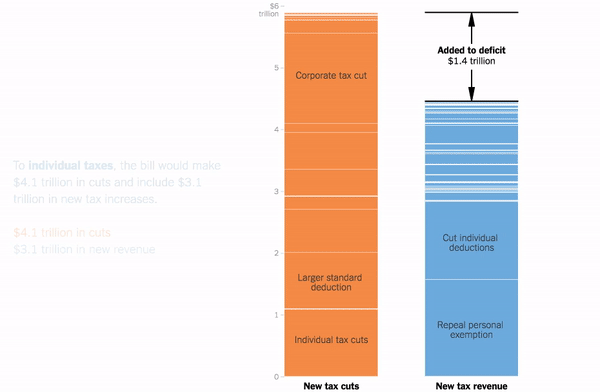 $6
trillion
5
4
3
2
1
0
Corporate tax cut
Larger standard
deduction
Individual tax cuts
New tax cuts
Added to deficit
$1.4 trillion
Cut individual
deductions
Repeal personal
exemption
New tax revenue
To individual taxes, the bill would make
$4.1 trillion in cuts and include $3.1
trillion in new tax increases.
$4.1 trillion in cuts
$3.1 trillion in new revenue